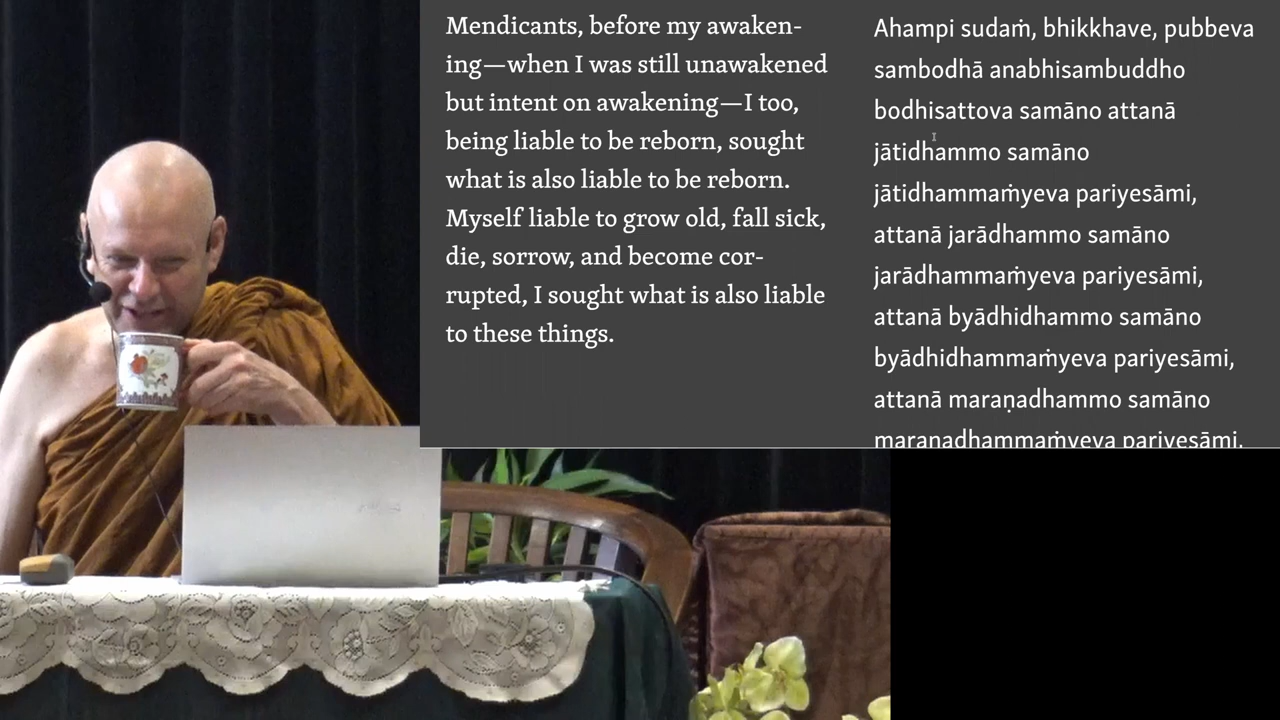 Mendicants, before my awaken-
ing—when I was still unawakened
but intent on awakening—I too,
being liable to be reborn, sought
what is also liable to be reborn.
Myself liable to grow old, fall sick,
die, sorrow, and become cor-
rupted, I sought what is also liable
to these things.
Ahampi sudaṁ, bhikkhave, pubbeva
sambodhā anabhisambuddho
bodhisattova samāno attanā
jātidhammo samāno
jātidhammaṁyeva pariyesāmi,
attanā jarādhammo samāno
jarādhammaṁyeva pariyesāmi,
attanā byādhidhammo samāno
byādhidhammaṁyeva pariyesāmi,
attanā maraṇadhammo samāno
maraṇadhammaṁyeva pariyesāmi,